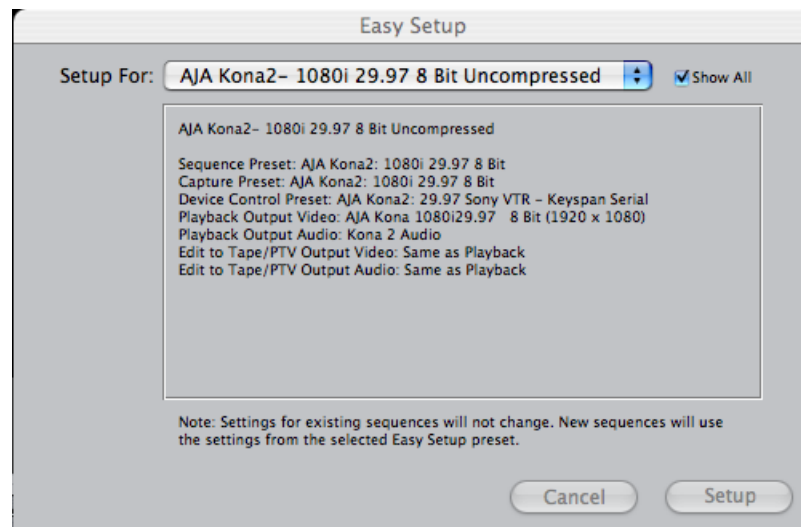 Easy Setup
Setup For: AJA Kona2– 1080i 29.97 8 Bit Uncompressed Show All
AJA Kona2– 1080i 29.97 8 Bit Uncompressed
Sequence Preset: AJA Kona2: 1080i 29.97 8 Bit
Capture Preset: AJA Kona2: 1080i 29.97 8 Bit
Device Control Preset: AJA Kona2: 29.97 Sony VTR – Keyspan Serial
Playback Output Video: AJA Kona 1080i29.97 8 Bit (1920 x 1080)
Playback Output Audio: Kona 2 Audio
Edit to Tape/PTV Output Video: Same as Playback
Edit to Tape/PTV Output Audio: Same as Playback
Note: Settings for existing sequences will not change. New sequences will use
the settings from the selected Easy Setup preset.
Cancel Setup